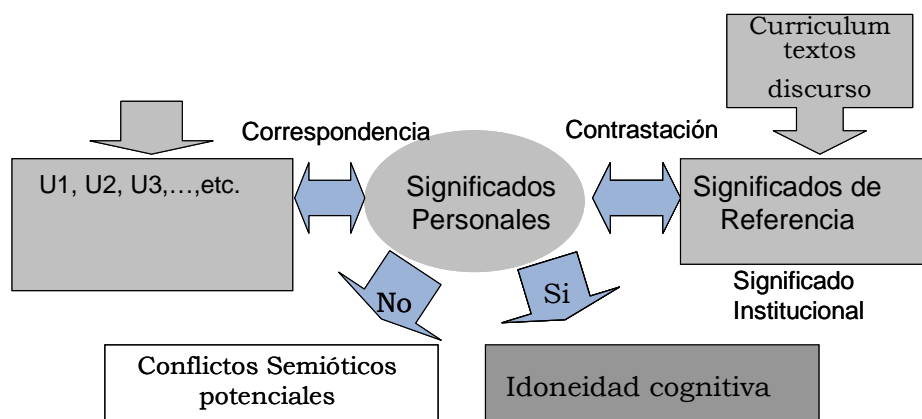 Curriculum
textos
discurso
Correspondencia
Contrastación
U1, U2, U3,…,etc.
Significados
Personales
Significados de
Referencia
Significado
Institucional
No
Si
Conflictos Semióticos
potenciales
Idoneidad cognitiva